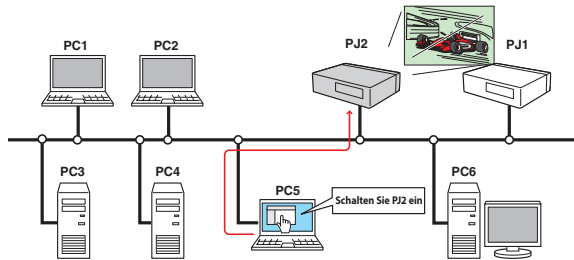 PC1
PC2
PJ2
PJ1
PC3
PC4
PC5
Schalten Sie PJ2 ein
PC6